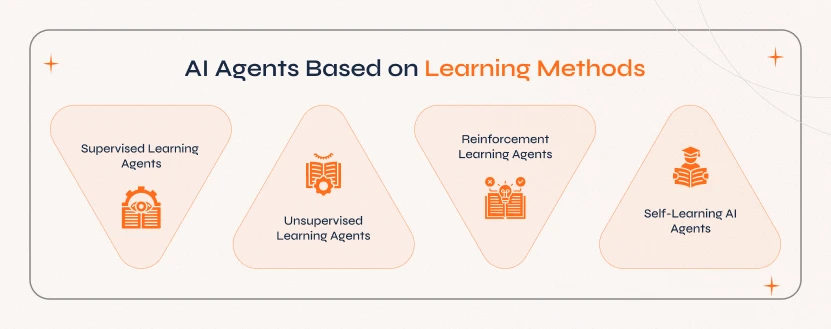 AI Agents Based on Learning Methods
Supervised Learning
Agents
Unsupervised
Learning Agents
Reinforcement
Learning Agents
Self-Learning AI
Agents